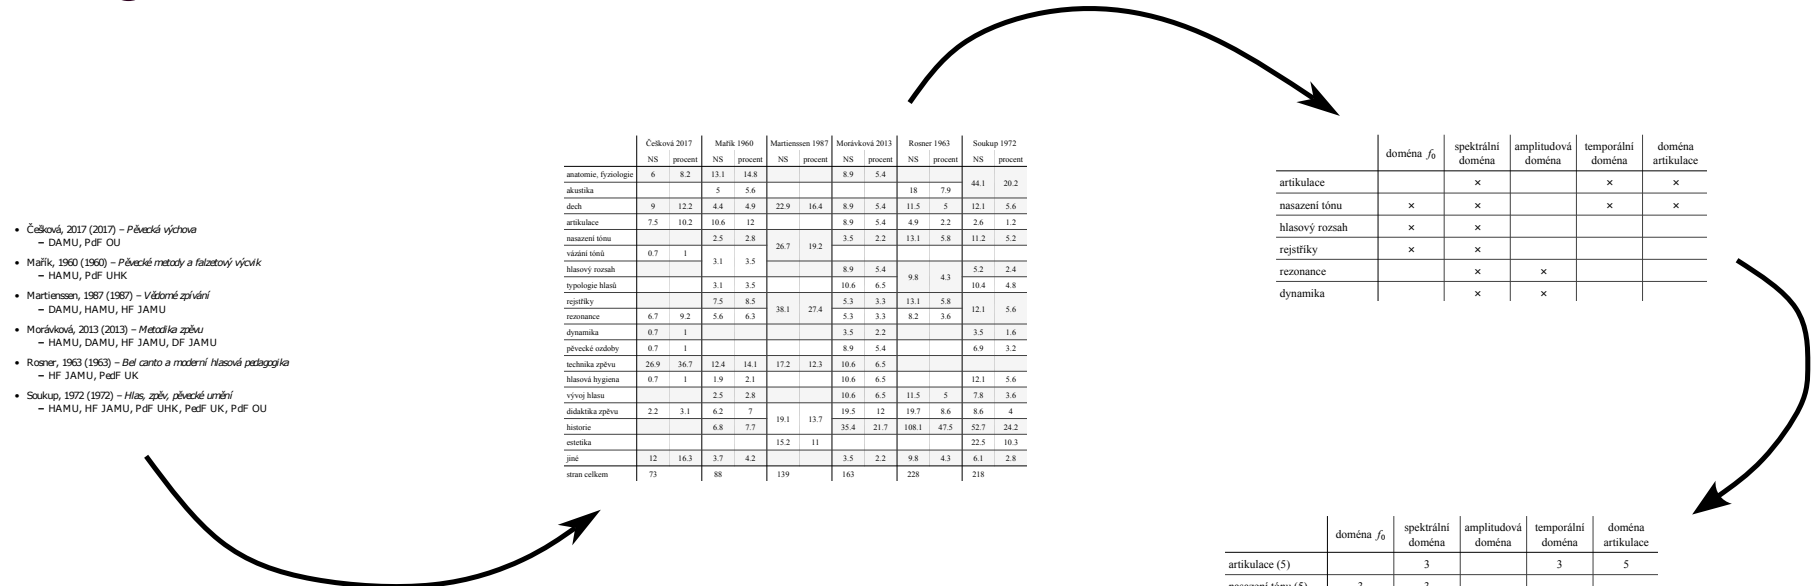 • Češková, 2017 (2017) – Pěvecká výchova
– DAMU, PdF OU
• Mařík, 1960 (1960) – Pěvecké metody a falzetový výcvik
– HAMU, PdF UHK
• Martienssen, 1987 (1987) – Vědomé zpívání
– DAMU, HAMU, HF JAMU
• Morávková, 2013 (2013) – Metodika zpěvu
– HAMU, DAMU, HF JAMU, DF JAMU
• Rosner, 1963 (1963) – Bel canto a moderní hlasová pedagogika
– HF JAMU, PedF UK
• Soukup, 1972 (1972) – Hlas, zpěv, pěvecké umění
– HAMU, HF JAMU, PdF UHK, PedF UK, PdF OU
Češková 2017 Mařík 1960 Martienssen 1987 Morávková 2013 Rosner 1963 Soukup 1972
NS procent NS procent NS procent NS procent NS procent NS procent
anatomie, fyziologie 6 8.2 13.1 14.8 8.9 5.4
44.1 20.2
akustika 5 5.6 18 7.9
dech 9 12.2 4.4 4.9 22.9 16.4 8.9 5.4 11.5 5 12.1 5.6
artikulace 7.5 10.2 10.6 12 8.9 5.4 4.9 2.2 2.6 1.2
nasazení tónu 2.5 2.8 3.5 2.2 13.1 5.8 11.2 5.2
26.7 19.2
vázání tónů 0.7 1
3.1 3.5
hlasový rozsah 8.9 5.4 5.2 2.4
9.8 4.3
typologie hlasů 3.1 3.5 10.6 6.5 10.4 4.8
rejstříky 7.5 8.5 5.3 3.3 13.1 5.8
38.1 27.4 12.1 5.6
rezonance 6.7 9.2 5.6 6.3 5.3 3.3 8.2 3.6
dynamika 0.7 1 3.5 2.2 3.5 1.6
pěvecké ozdoby 0.7 1 8.9 5.4 6.9 3.2
technika zpěvu 26.9 36.7 12.4 14.1 17.2 12.3 10.6 6.5
hlasová hygiena 0.7 1 1.9 2.1 10.6 6.5 12.1 5.6
vývoj hlasu 2.5 2.8 10.6 6.5 11.5 5 7.8 3.6
didaktika zpěvu 2.2 3.1 6.2 7 19.5 12 19.7 8.6 8.6 4
19.1 13.7
historie 6.8 7.7 35.4 21.7 108.1 47.5 52.7 24.2
estetika 15.2 11 22.5 10.3
jiné 12 16.3 3.7 4.2 3.5 2.2 9.8 4.3 6.1 2.8
stran celkem 73 88 139 163 228 218
doména f0 spektrální doména amplitudová doména temporální doména doména artikulace
artikulace × × ×
nasazení tónu × × × ×
hlasový rozsah × ×
rejstříky × ×
rezonance × ×
dynamika × ×
doména f0 spektrální doména amplitudová doména temporální doména doména artikulace
artikulace (5) 3 3 5